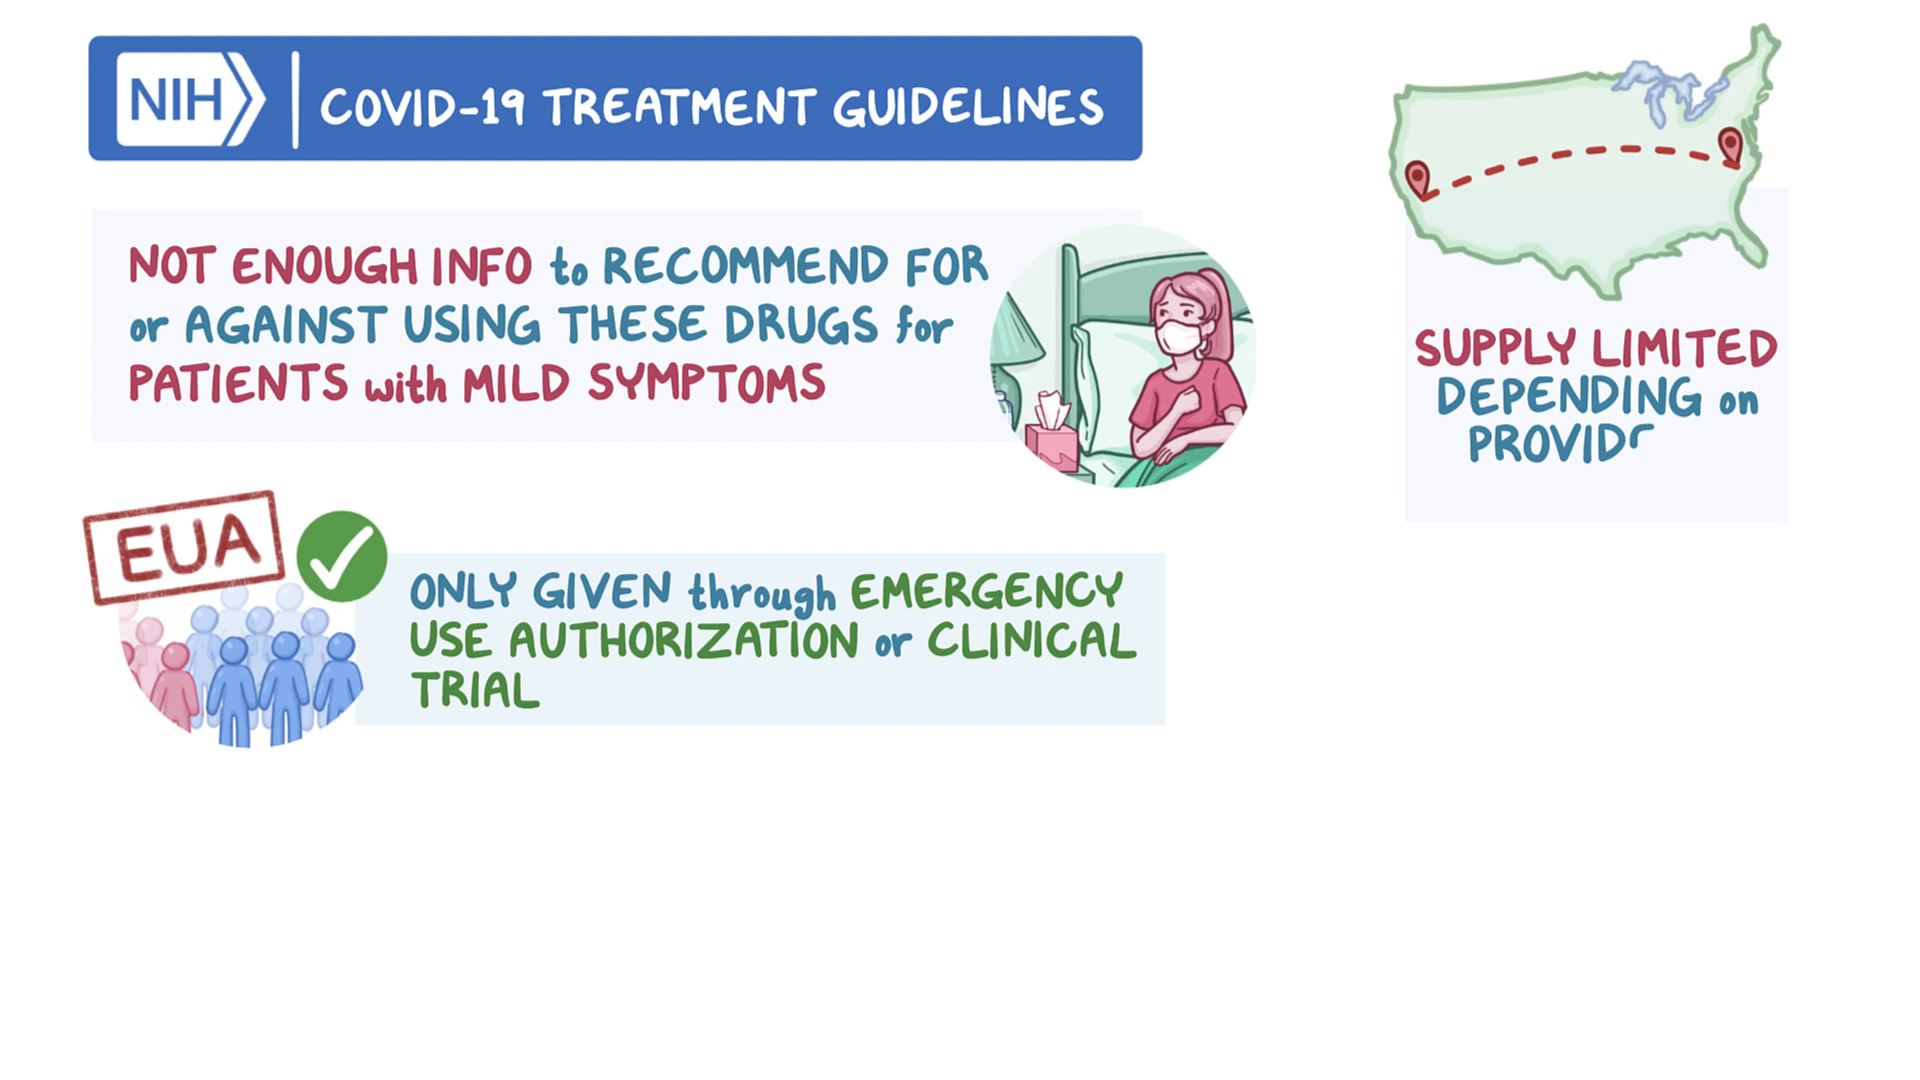 NIH
COVID-19 TREATMENT GUIDELINES
NOT ENOUGH INFO to RECOMMEND FOR
or AGAINST USING THESE DRUGS for
PATIENTS with MILD SYMPTOMS
EUA
ONLY GIVEN through EMERGENCY
USE AUTHORIZATION or CLINICAL
TRIAL
SUPPLY LIMITED
DEPENDING on